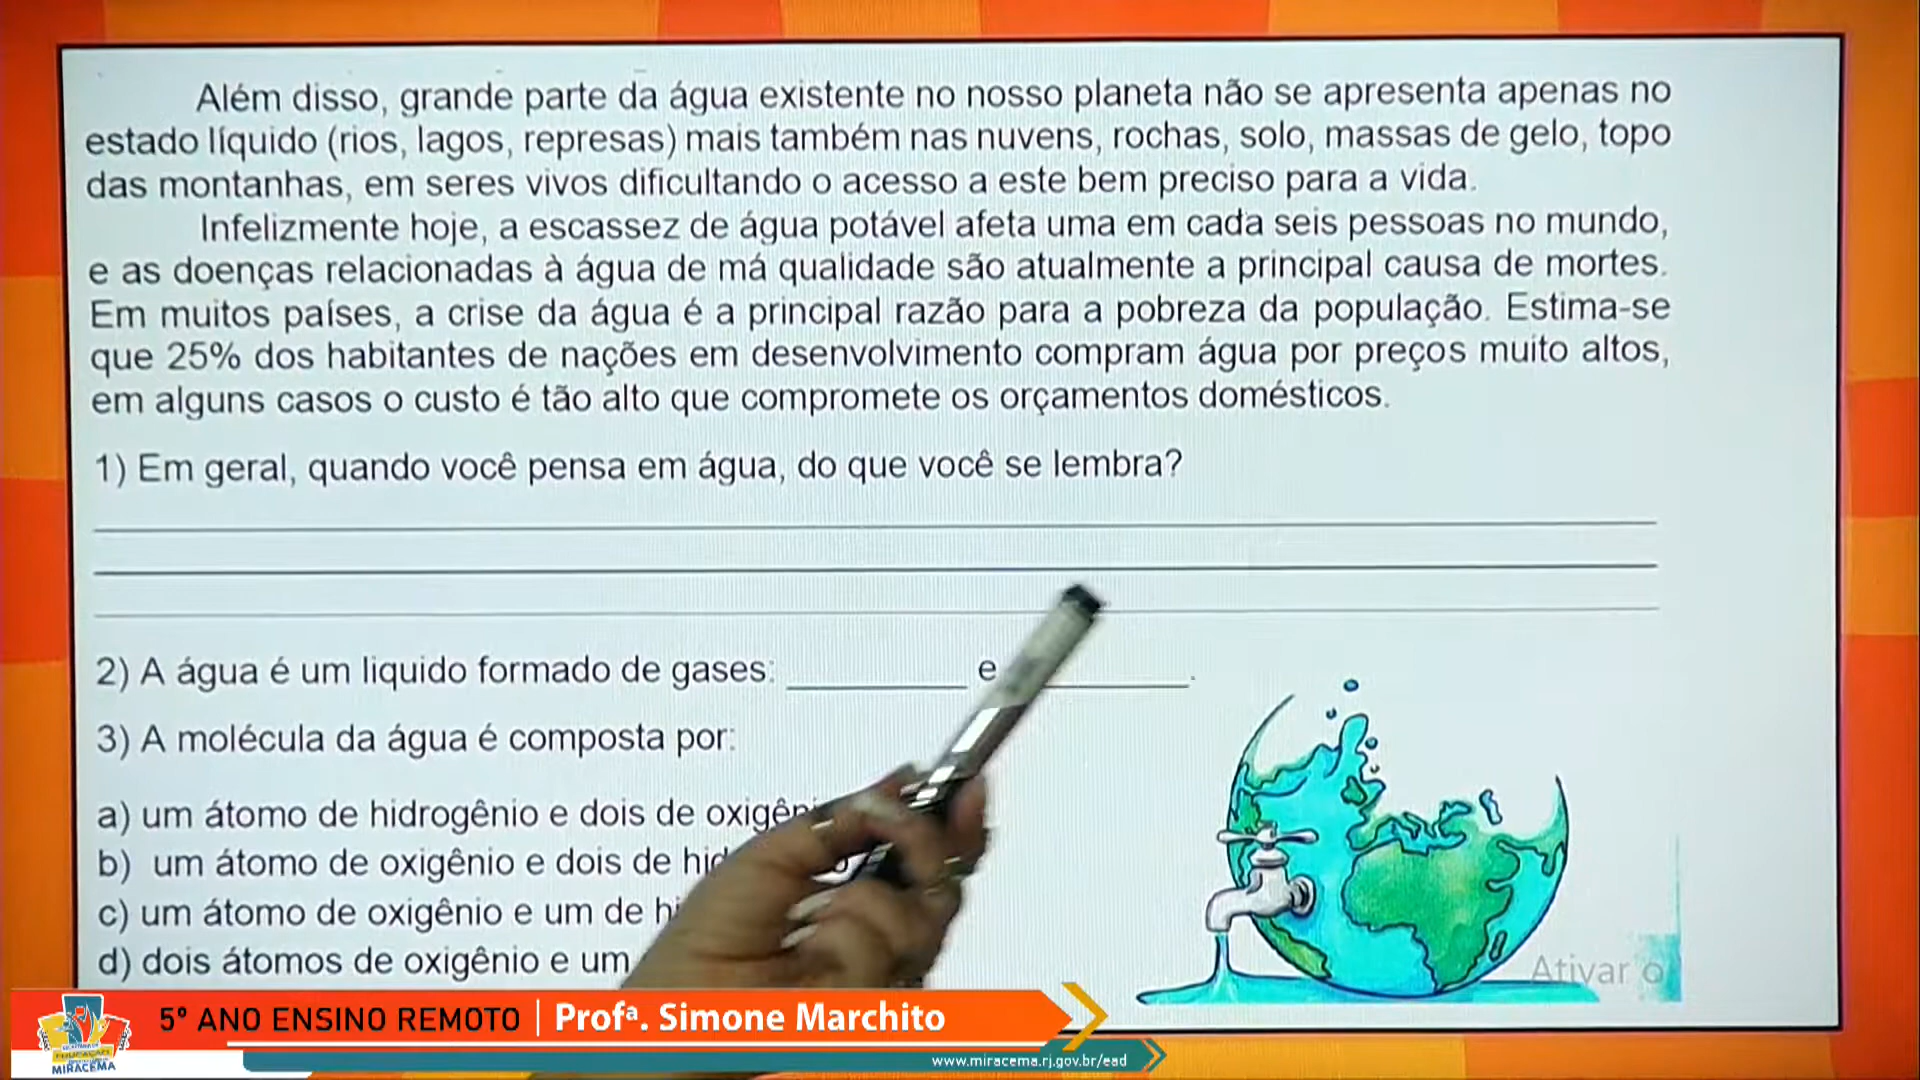 Além disso, grande parte da água existente no nosso planeta não se apresenta apenas no
estado líquido (rios, lagos, represas) mais também nas nuvens, rochas, solo, massas de gelo, topo
das montanhas, em seres vivos dificultando o acesso a este bem preciso para a vida.
Infelizmente hoje, a escassez de água potável afeta uma em cada seis pessoas no mundo,
e as doenças relacionadas à água de má qualidade são atualmente a principal causa de mortes.
Em muitos países, a crise da água é a principal razão para a pobreza da população. Estima-se
que 25% dos habitantes de nações em desenvolvimento compram água por preços muito altos,
em alguns casos o custo é tão alto que compromete os orçamentos domésticos.
1) Em geral, quando você pensa em água, do que você se lembra?
2) A água é um liquido formado de gases: __________ e __________.
3) A molécula da água é composta por:
a) um átomo de hidrogênio e dois de
b) um átomo de oxigênio e dois de
c) um átomo de oxigênio e um de
d) dois átomos de oxigênio e um
Ativar o
5º ANO ENSINO REMOTO | Profª. Simone Marchito
EDUCAÇÃO
MIRACEMA
www.miracema.rj.gov.br/ead